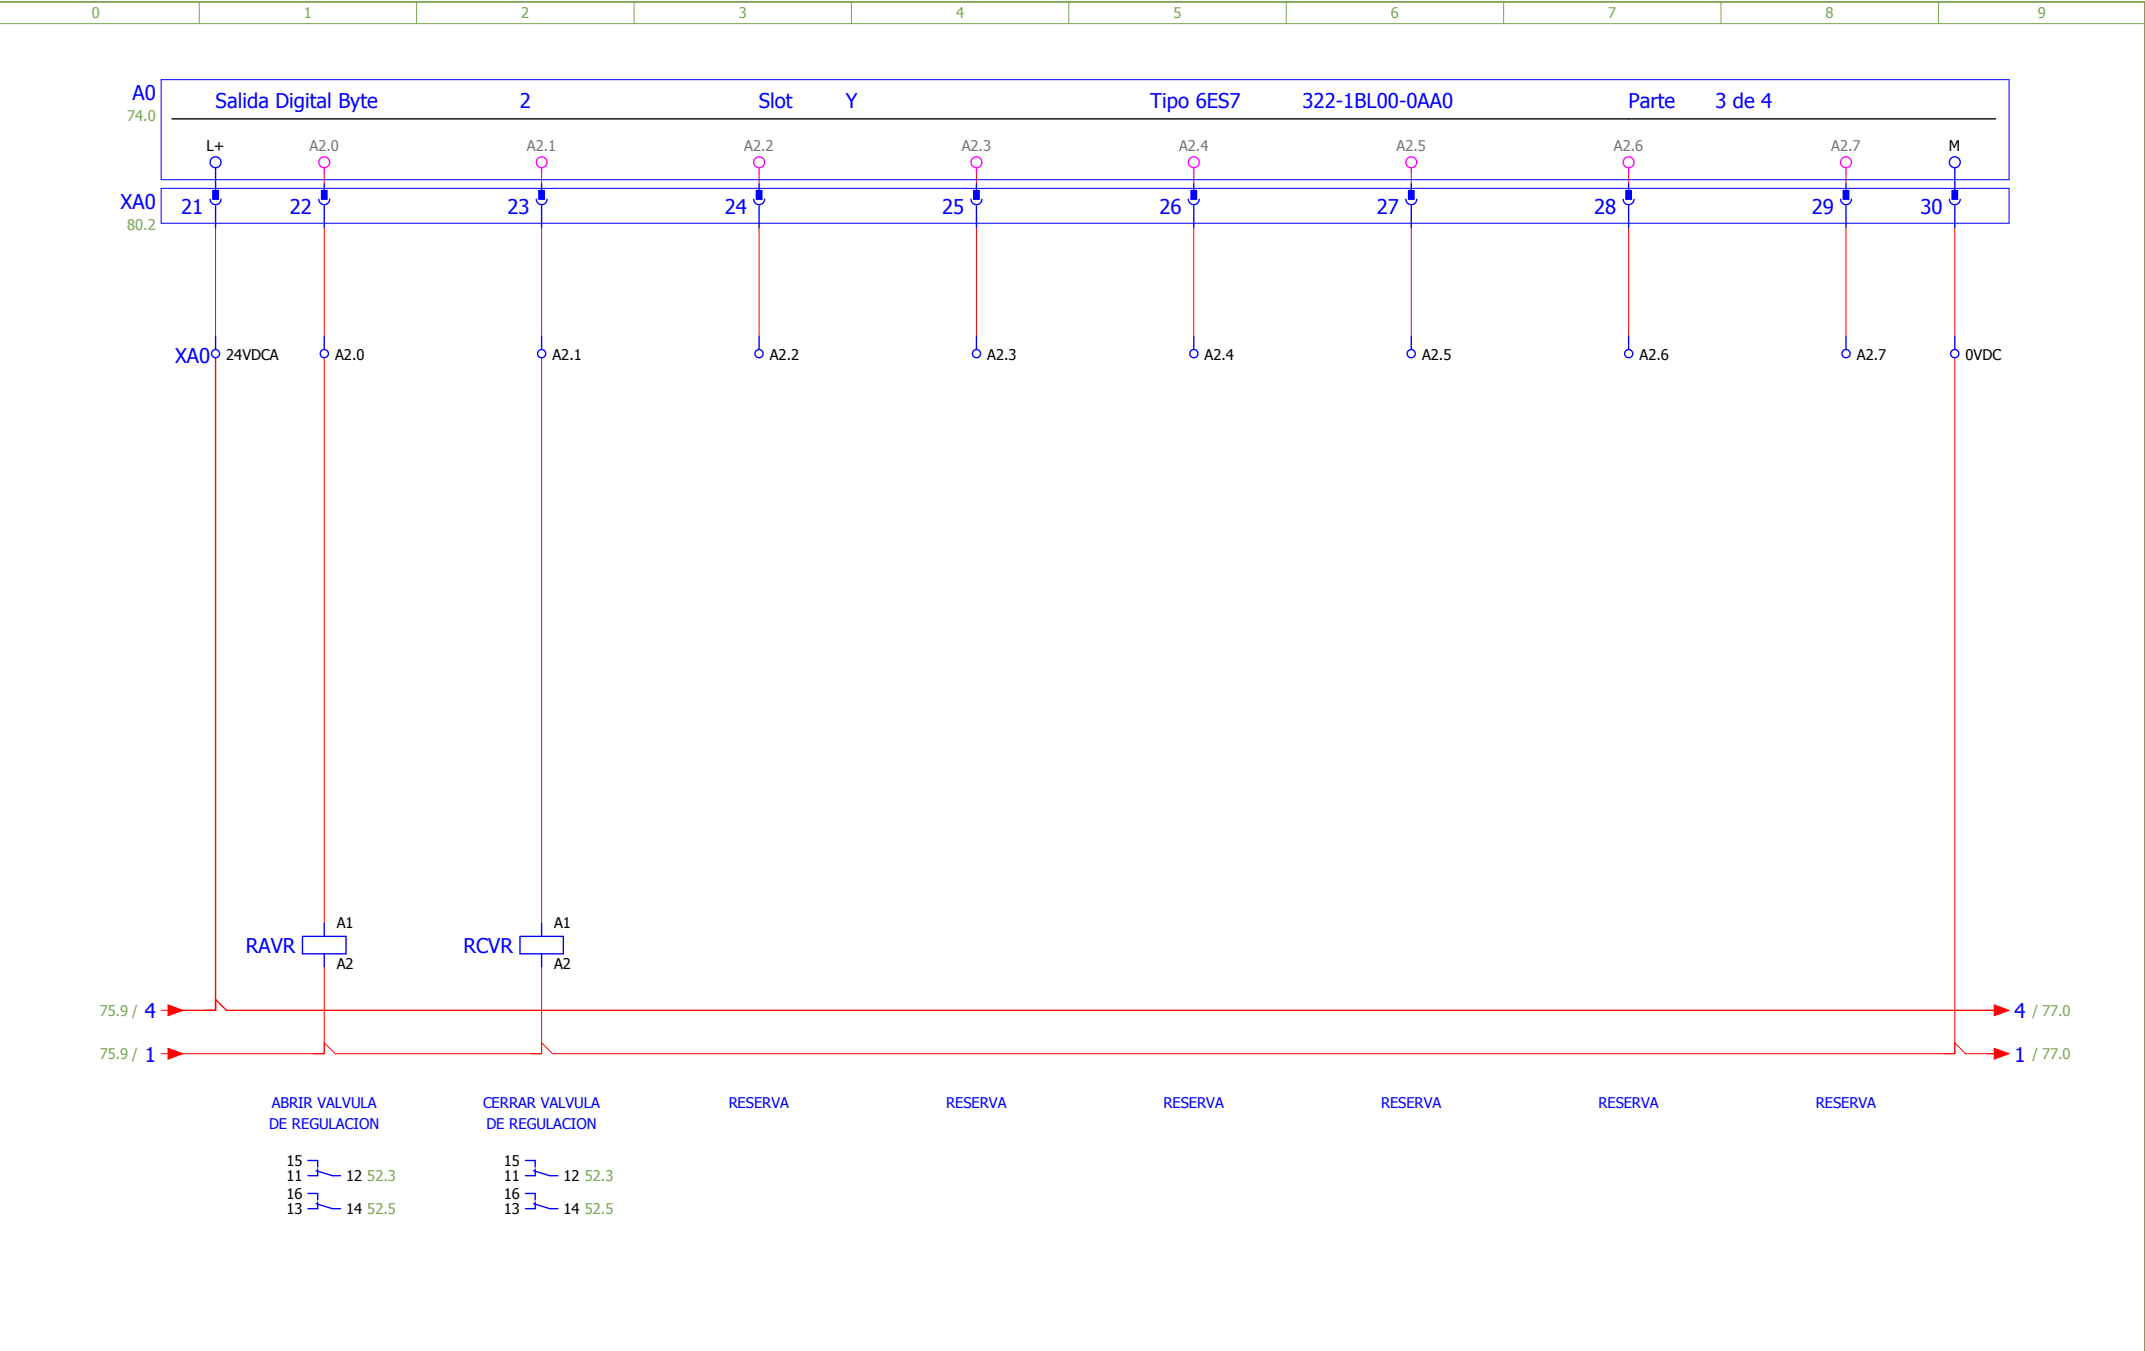 0 1 2 3 4 5 6 7 8 9
A0 Salida Digital Byte 2 Slot Y Tipo 6ES7 322-1BL00-0AA0 Parte 3 de 4
74.0
L+ A2.0 A2.1 A2.2 A2.3 A2.4 A2.5 A2.6 A2.7 M
XA0 21 22 23 24 25 26 27 28 29 30
80.2
XA0 24VDCA A2.0 A2.1 A2.2 A2.3 A2.4 A2.5 A2.6 A2.7 0VDC
A1 A1
RAVR RCVR
A2 A2
75.9 / 4 4 / 77.0
75.9 / 1 1 / 77.0
ABRIR VALVULA CERRAR VALVULA RESERVA RESERVA RESERVA RESERVA RESERVA RESERVA
DE REGULACION DE REGULACION
15 15
11 12 52.3 11 12 52.3
16 16
13 14 52.5 13 14 52.5